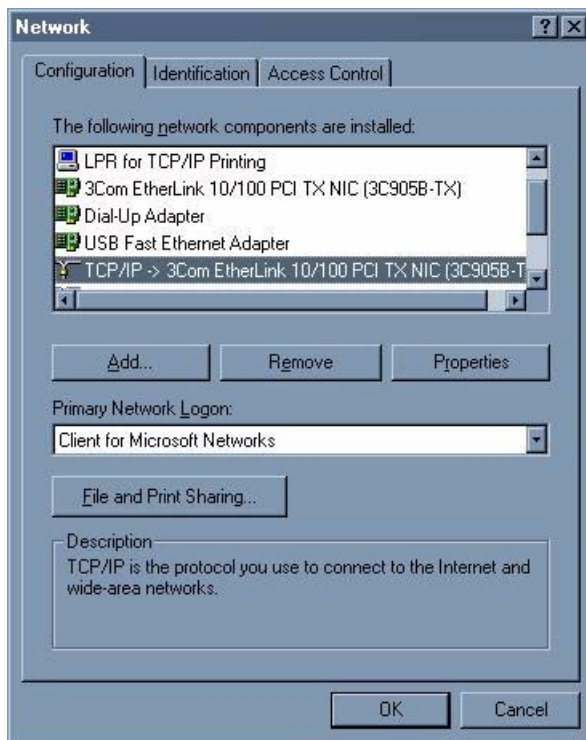 Network
Configuration Identification Access Control
The following network components are installed:
LPR for TCP/IP Printing
3Com EtherLink 10/100 PCI TX NIC (3C905B-TX)
Dial-Up Adapter
USB Fast Ethernet Adapter
TCP/IP -> 3Com EtherLink 10/100 PCI TX NIC (3C905B-T
Add... Remove Properties
Primary Network Logon:
Client for Microsoft Networks
File and Print Sharing...
Description
TCP/IP is the protocol you use to connect to the Internet and
wide-area networks.
OK Cancel